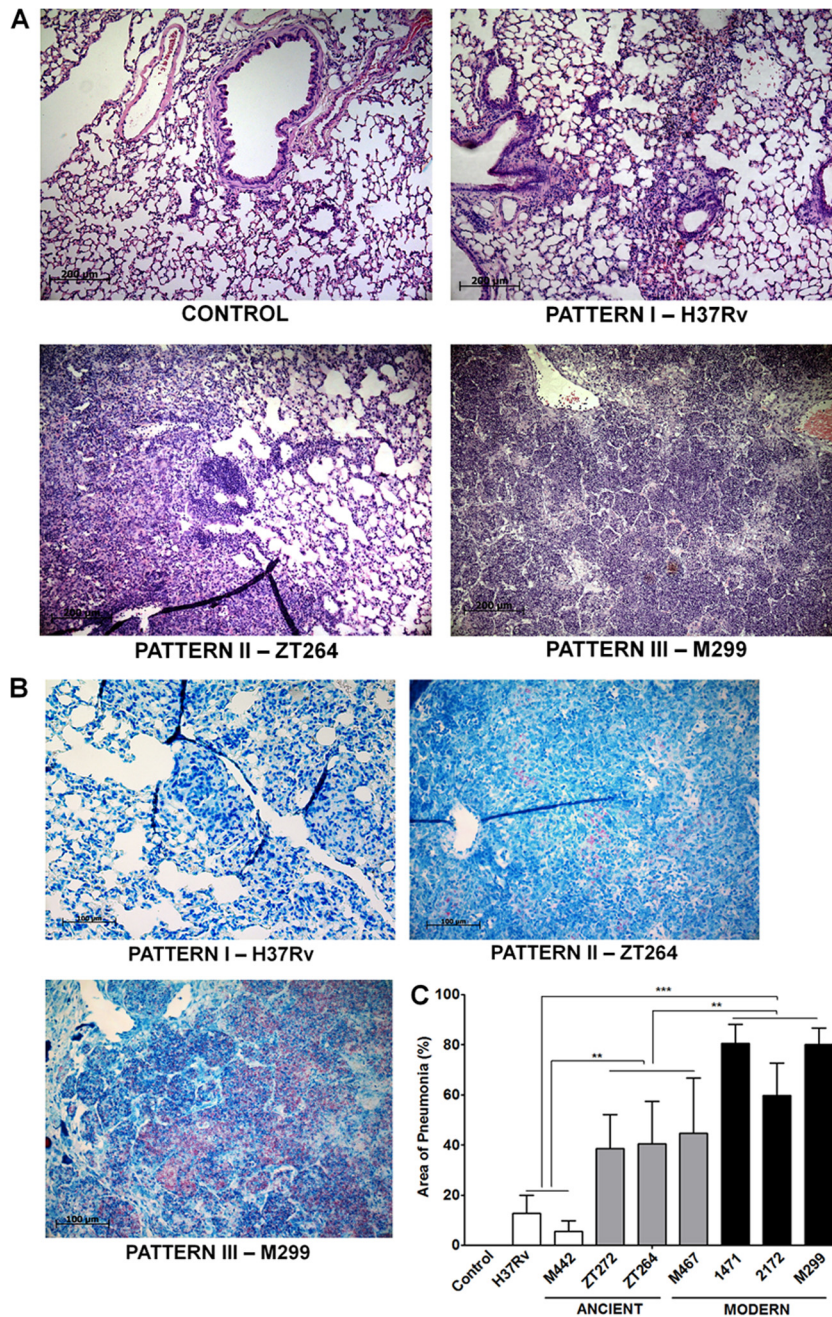 A
200 µm
200 µm
CONTROL
PATTERN I – H37Rv
200 µm
200 µm
PATTERN II – ZT264
PATTERN III – M299
B
100 µm
100 µm
PATTERN I – H37Rv
PATTERN II – ZT264
100 µm
PATTERN III – M299
C
Area of Pneumonia (%)
100
80
60
40
20
0
***
**
**
Control
H37Rv
M442
ZT272
ZT264
M467
1471
2172
M299
ANCIENT
MODERN